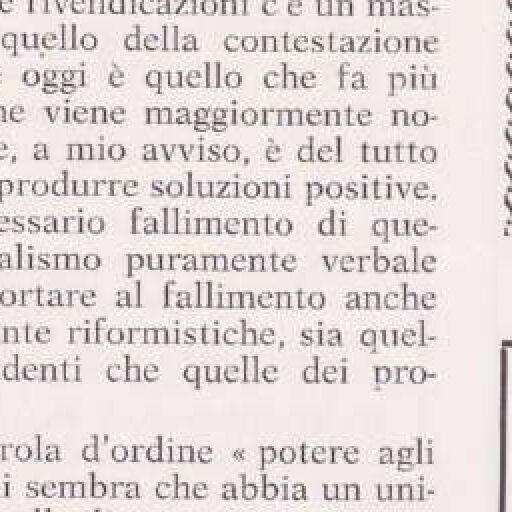 e rivendicazioni c'è un mas-
quello della contestazione
oggi è quello che fa più
ne viene maggiormente no-
e, a mio avviso, è del tutto
produrre soluzioni positive.
essario fallimento di que-
alismo puramente verbale
ortare al fallimento anche
nte riformistiche, sia quel-
denti che quelle dei pro-
rola d'ordine « potere agli
i sembra che abbia un uni-